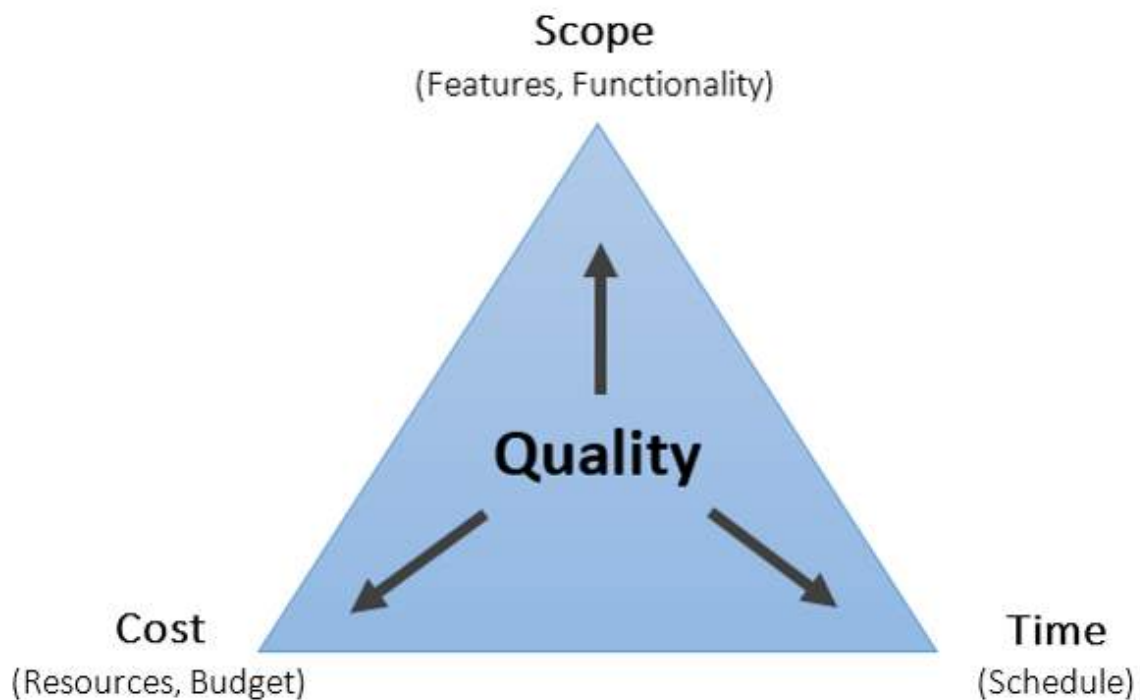 Scope
(Features, Functionality)
Quality
Cost
(Resources, Budget)
Time
(Schedule)